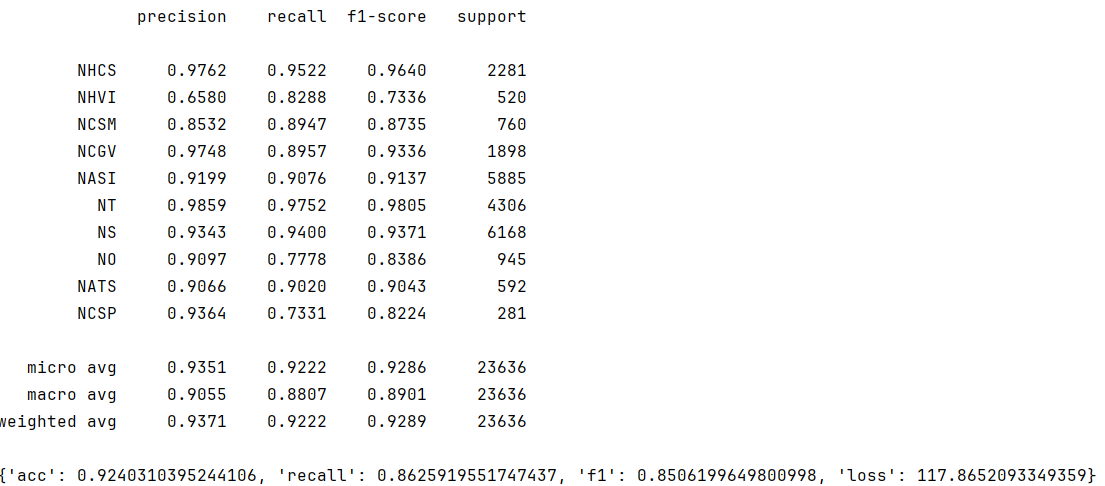 precision recall f1-score support
NHCS 0.9762 0.9522 0.9640 2281
NHVI 0.6580 0.8288 0.7336 520
NCSM 0.8532 0.8947 0.8735 760
NCGV 0.9748 0.8957 0.9336 1898
NASI 0.9199 0.9076 0.9137 5885
NT 0.9859 0.9752 0.9805 4306
NS 0.9343 0.9400 0.9371 6168
NO 0.9097 0.7778 0.8386 945
NATS 0.9066 0.9020 0.9043 592
NCSP 0.9364 0.7331 0.8224 281
micro avg 0.9351 0.9222 0.9286 23636
macro avg 0.9055 0.8807 0.8901 23636
weighted avg 0.9371 0.9222 0.9289 23636
{'acc': 0.9240310395244106, 'recall': 0.8625919551747437, 'f1': 0.8506199649800998, 'loss': 117.8652093349359}